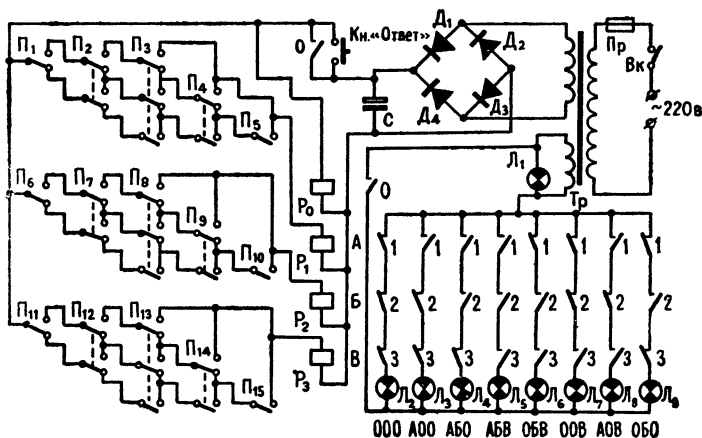 Кн.„Ответ"
О
Д₁
Д₂
Д₃
Д₄
С
Пр
Вк
~220в
Л₁
Тр
П₁
П₂
П₃
П₄
П₅
П₆
П₇
П₈
П₉
П₁₀
П₁₁
П₁₂
П₁₃
П₁₄
П₁₅
Р₀
Р₁
А
Р₂
Б
Р₃
В
О
1 1 1 1 1 1 1 1
2 2 2 2 2 2 2 2
3 3 3 3 3 3 3 3
Л₂ Л₃ Л₄ Л₅ Л₆ Л₇ Л₈ Л₉
ООО АОО АБО АБВ ОБВ ООВ АОВ ОБО